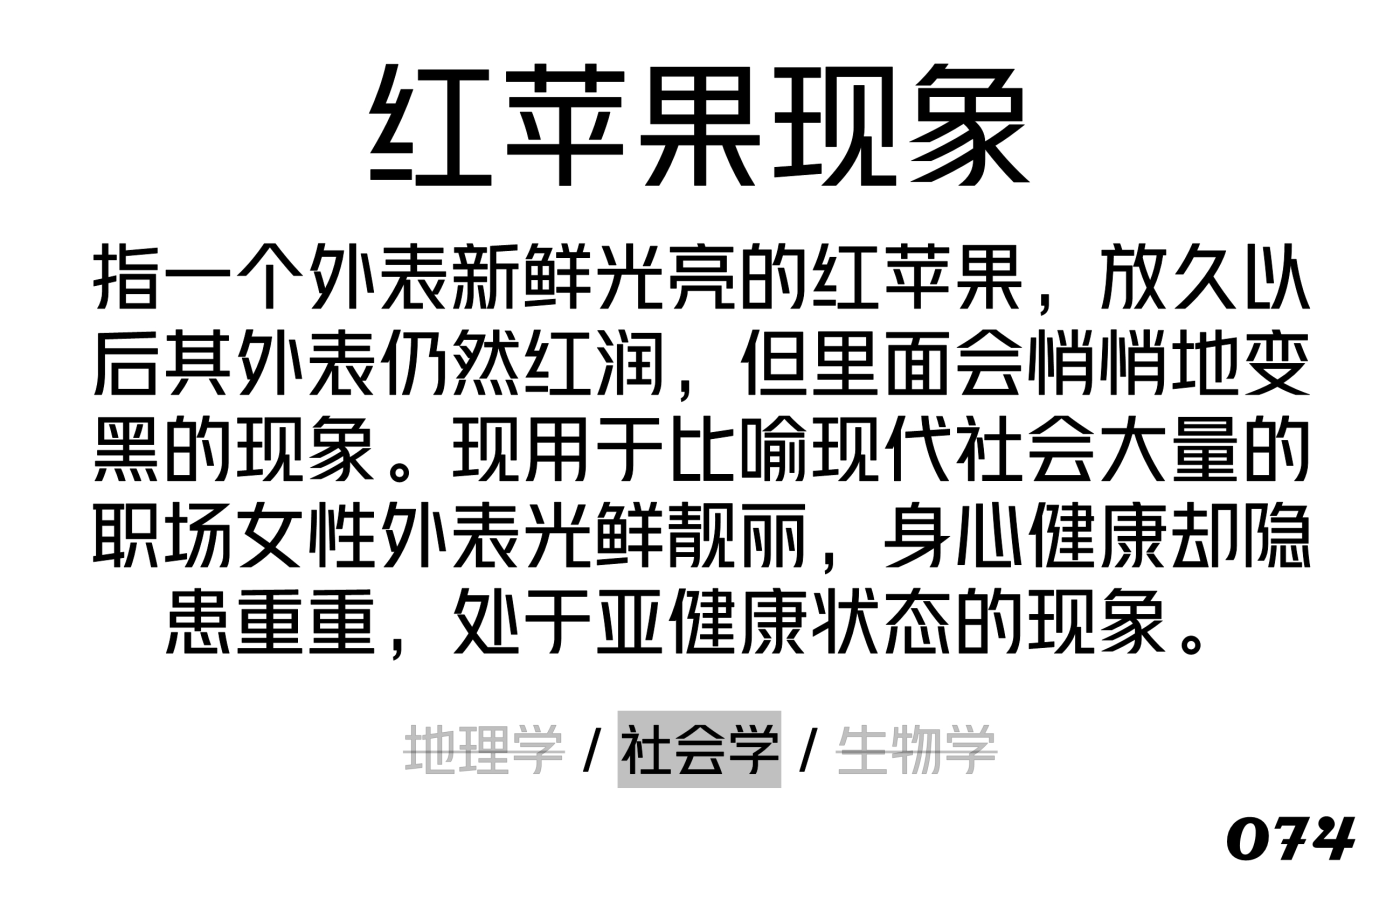 红苹果现象
指一个外表新鲜光亮的红苹果，放久以
后其外表仍然红润，但里面会悄悄地变
黑的现象。现用于比喻现代社会大量的
职场女性外表光鲜靓丽，身心健康却隐
患重重，处于亚健康状态的现象。
地理学 / 社会学 / 生物学
074